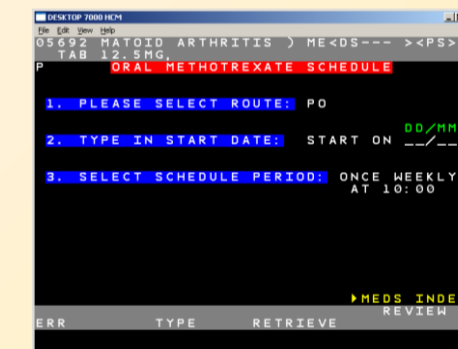 DESKTOP 7000 HCM
File Edit View Help
05692 MATOID ARTHRITIS ) ME<DS--- ><PS>
TAB 12.5MG,
P ORAL METHOTREXATE SCHEDULE
1. PLEASE SELECT ROUTE: PO
DD/MM
2. TYPE IN START DATE: START ON __/__
3. SELECT SCHEDULE PERIOD: ONCE WEEKLY
AT 10:00
▶MEDS INDE
REVIEW
ERR TYPE RETRIEVE